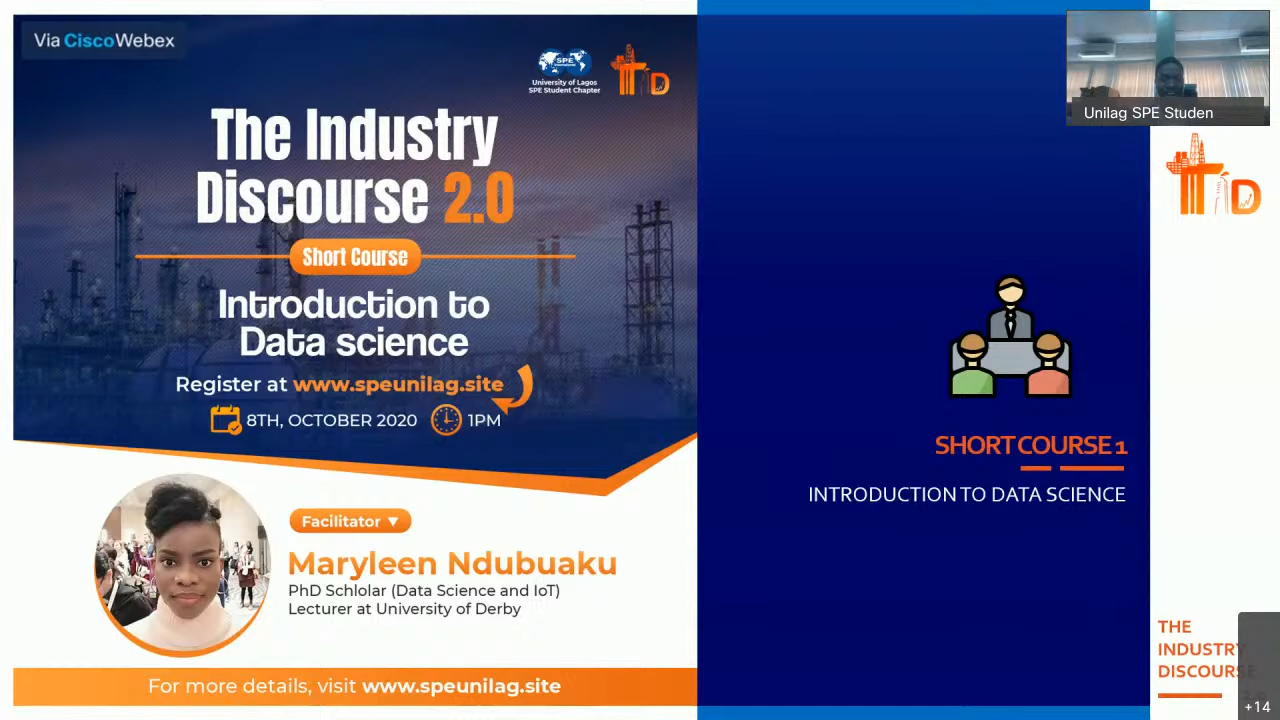 Via Cisco Webex
SPE
International
University of Lagos
SPE Student Chapter
D
The Industry
Discourse 2.0
Short Course
Introduction to
Data science
Register at www.speunilag.site
8TH, OCTOBER 2020 1PM
Facilitator ▼
Maryleen Ndubuaku
PhD Schlolar (Data Science and IoT)
Lecturer at University of Derby
For more details, visit www.speunilag.site
SHORT COURSE 1
INTRODUCTION TO DATA SCIENCE
Unilag SPE Studen
D
THE
INDUSTRY
DISCOURSE
+14